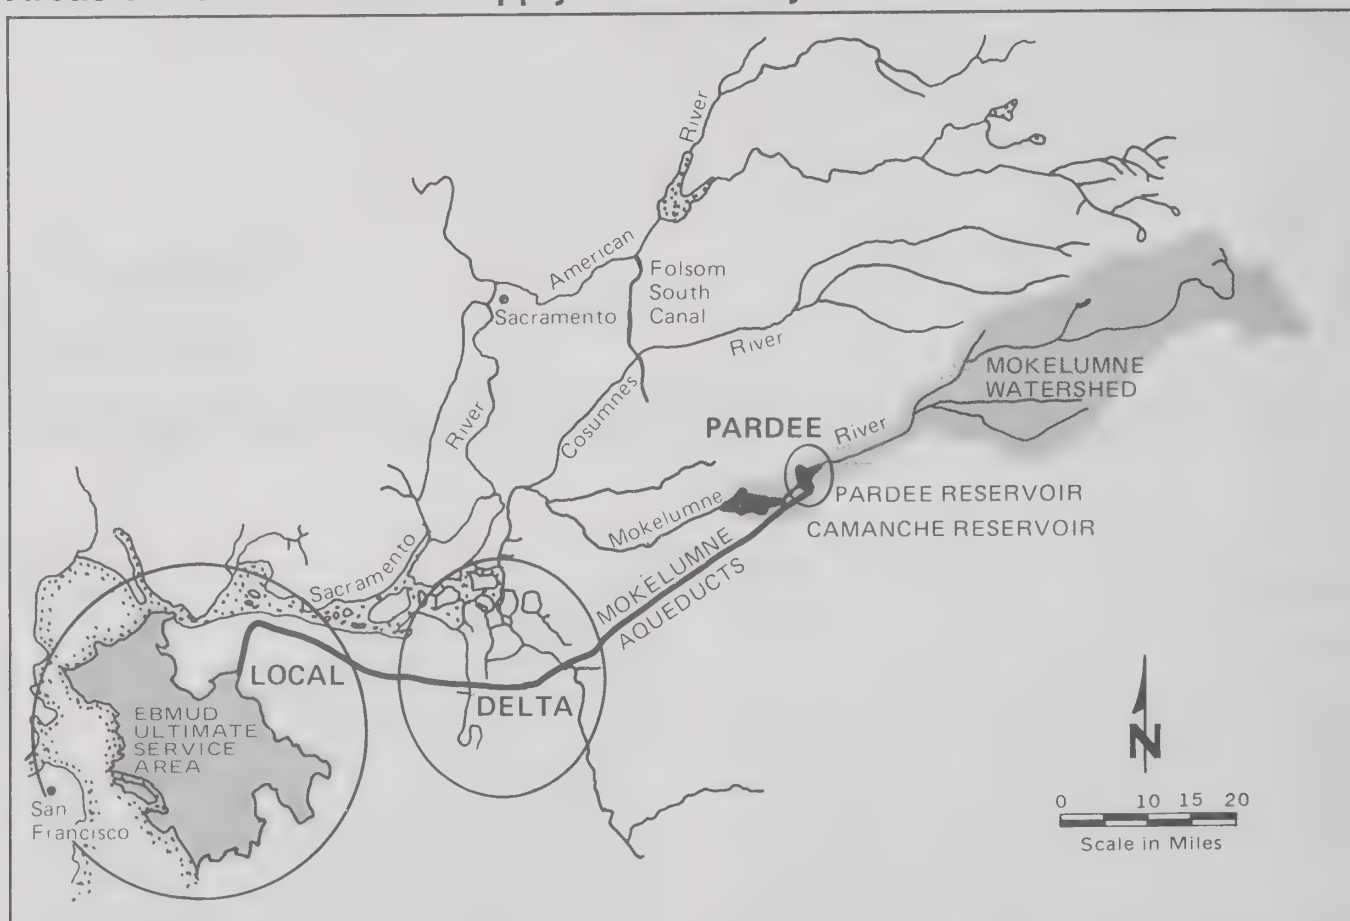 River
American
Folsom
South
Canal
Sacramento
River
MOKELUMNE
WATERSHED
River
Cosumnes
PARDEE
River
PARDEE RESERVOIR
Mokelumne
CAMANCHE RESERVOIR
Sacramento
MOKELUMNE
AQUEDUCTS
LOCAL
DELTA
EBMUD
ULTIMATE
SERVICE
AREA
San
Francisco
N
0 10 15 20
Scale in Miles